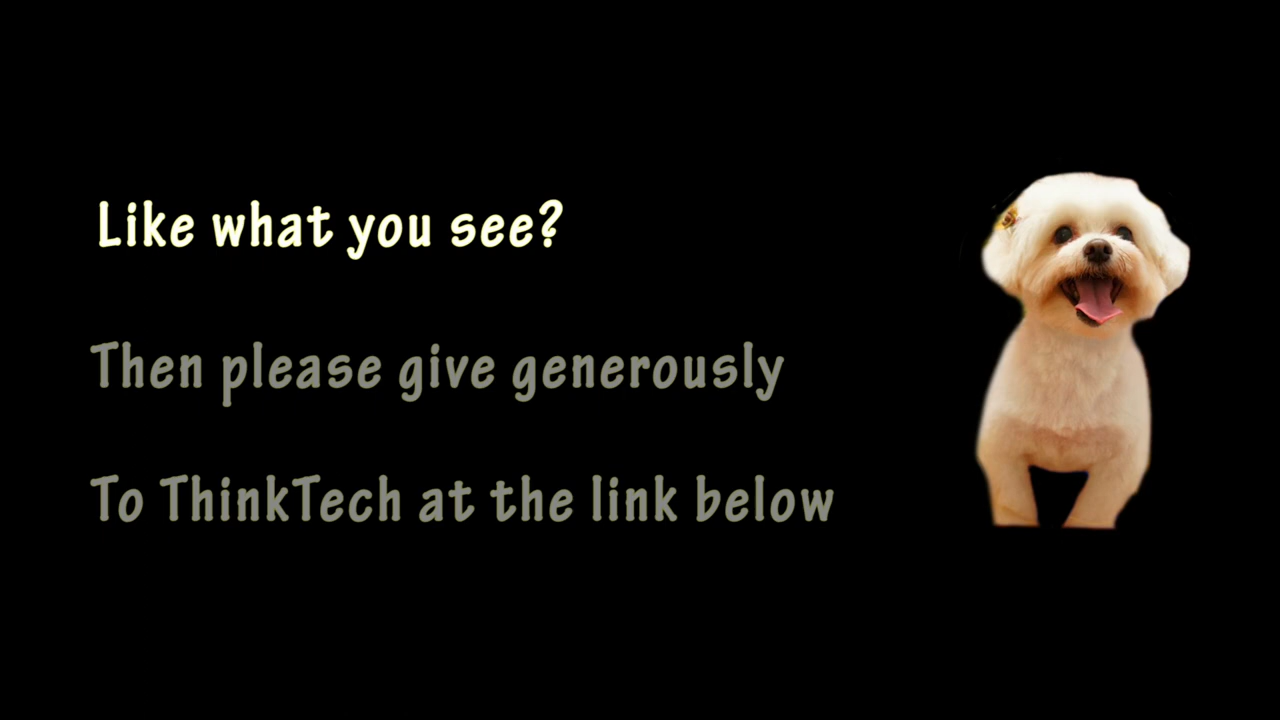 Like what you see?
Then please give generously
To ThinkTech at the link below